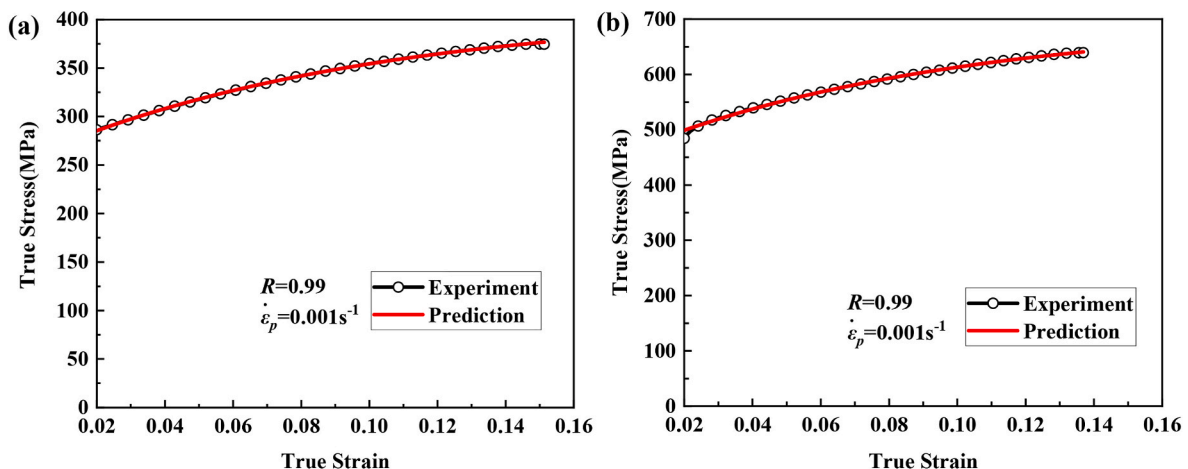 (a)
True Stress(MPa)
400
350
300
250
200
150
100
50
0
R=0.99
ε̇p=0.001s⁻¹
Experiment
Prediction
0.02 0.04 0.06 0.08 0.10 0.12 0.14 0.16
True Strain
(b)
True Stress(MPa)
700
600
500
400
300
200
100
0
R=0.99
ε̇p=0.001s⁻¹
Experiment
Prediction
0.02 0.04 0.06 0.08 0.10 0.12 0.14 0.16
True Strain